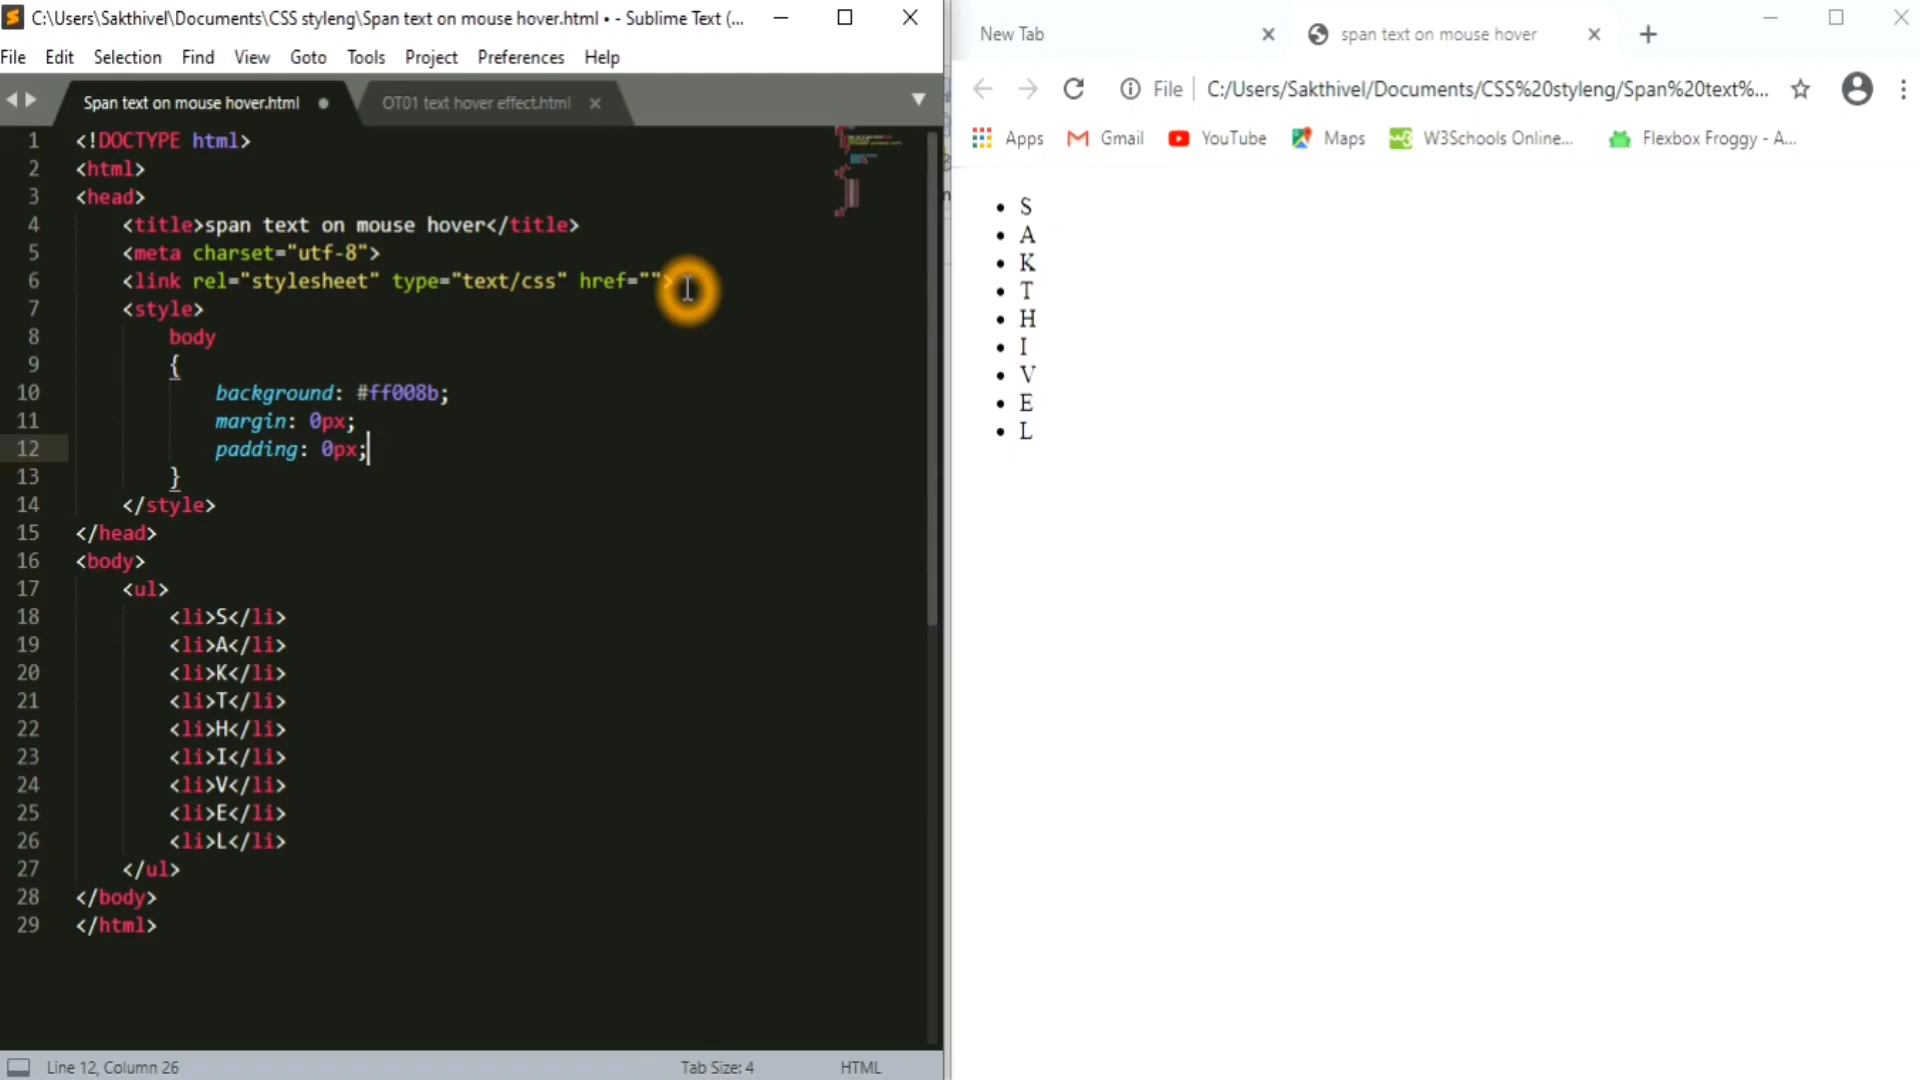 C:\Users\Sakthivel\Documents\CSS styleng\Span text on mouse hover.html • - Sublime Text (...
File Edit Selection Find View Goto Tools Project Preferences Help
Span text on mouse hover.html OT01 text hover effect.html
1 <!DOCTYPE html>
2 <html>
3 <head>
4 <title>span text on mouse hover</title>
5 <meta charset="utf-8">
6 <link rel="stylesheet" type="text/css" href="">
7 <style>
8 body
9 {
10 background: #ff008b;
11 margin: 0px;
12 padding: 0px;
13 }
14 </style>
15 </head>
16 <body>
17 <ul>
18 <li>S</li>
19 <li>A</li>
20 <li>K</li>
21 <li>T</li>
22 <li>H</li>
23 <li>I</li>
24 <li>V</li>
25 <li>E</li>
26 <li>L</li>
27 </ul>
28 </body>
29 </html>
Line 12, Column 26 Tab Size: 4 HTML
New Tab span text on mouse hover
File C:/Users/Sakthivel/Documents/CSS%20styleng/Span%20text%...
Apps Gmail YouTube Maps W3Schools Online... Flexbox Froggy - A...
• S
• A
• K
• T
• H
• I
• V
• E
• L